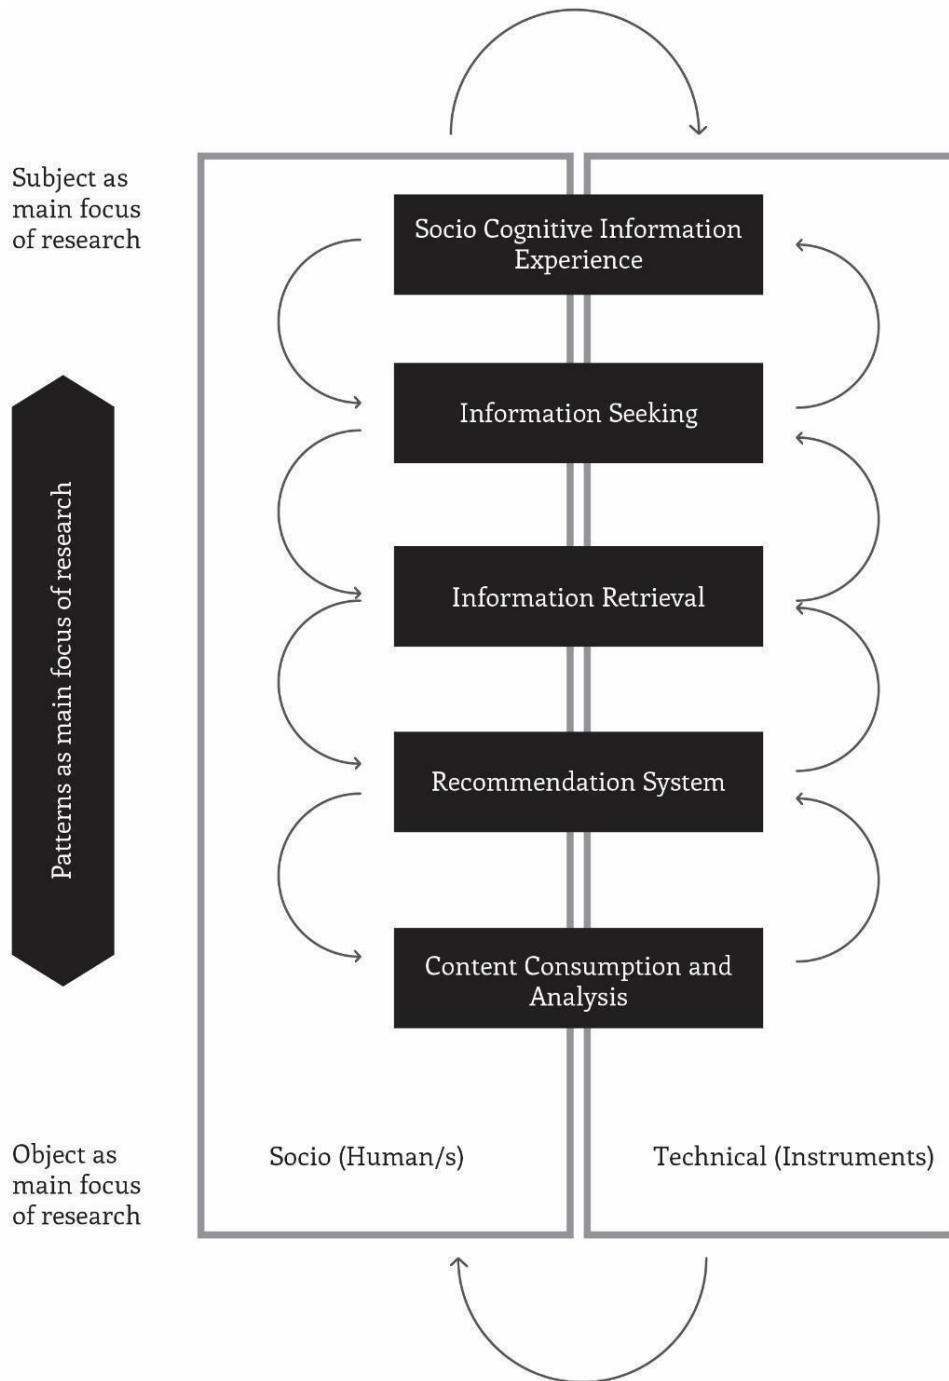 Subject as
main focus
of research
Socio Cognitive Information
Experience
Information Seeking
Patterns as main focus of research
Information Retrieval
Recommendation System
Content Consumption and
Analysis
Object as
main focus
of research
Socio (Human/s)
Technical (Instruments)